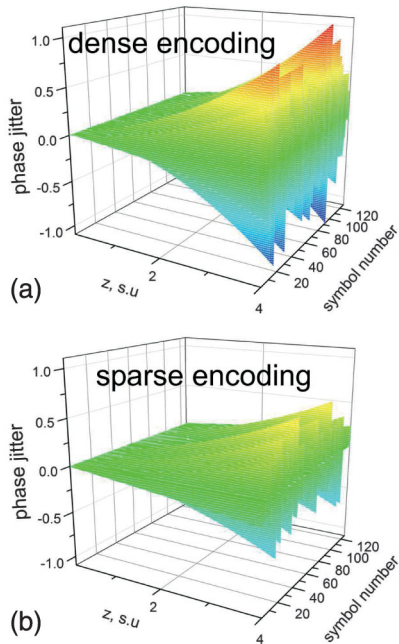 dense encoding
1.0
0.5
0.0
-0.5
-1.0
phase jitter
2
4
z, s.u
20
40
60
80
100
120
symbol number
(a)
sparse encoding
1.0
0.5
0.0
-0.5
-1.0
phase jitter
2
4
z, s.u
20
40
60
80
100
120
symbol number
(b)